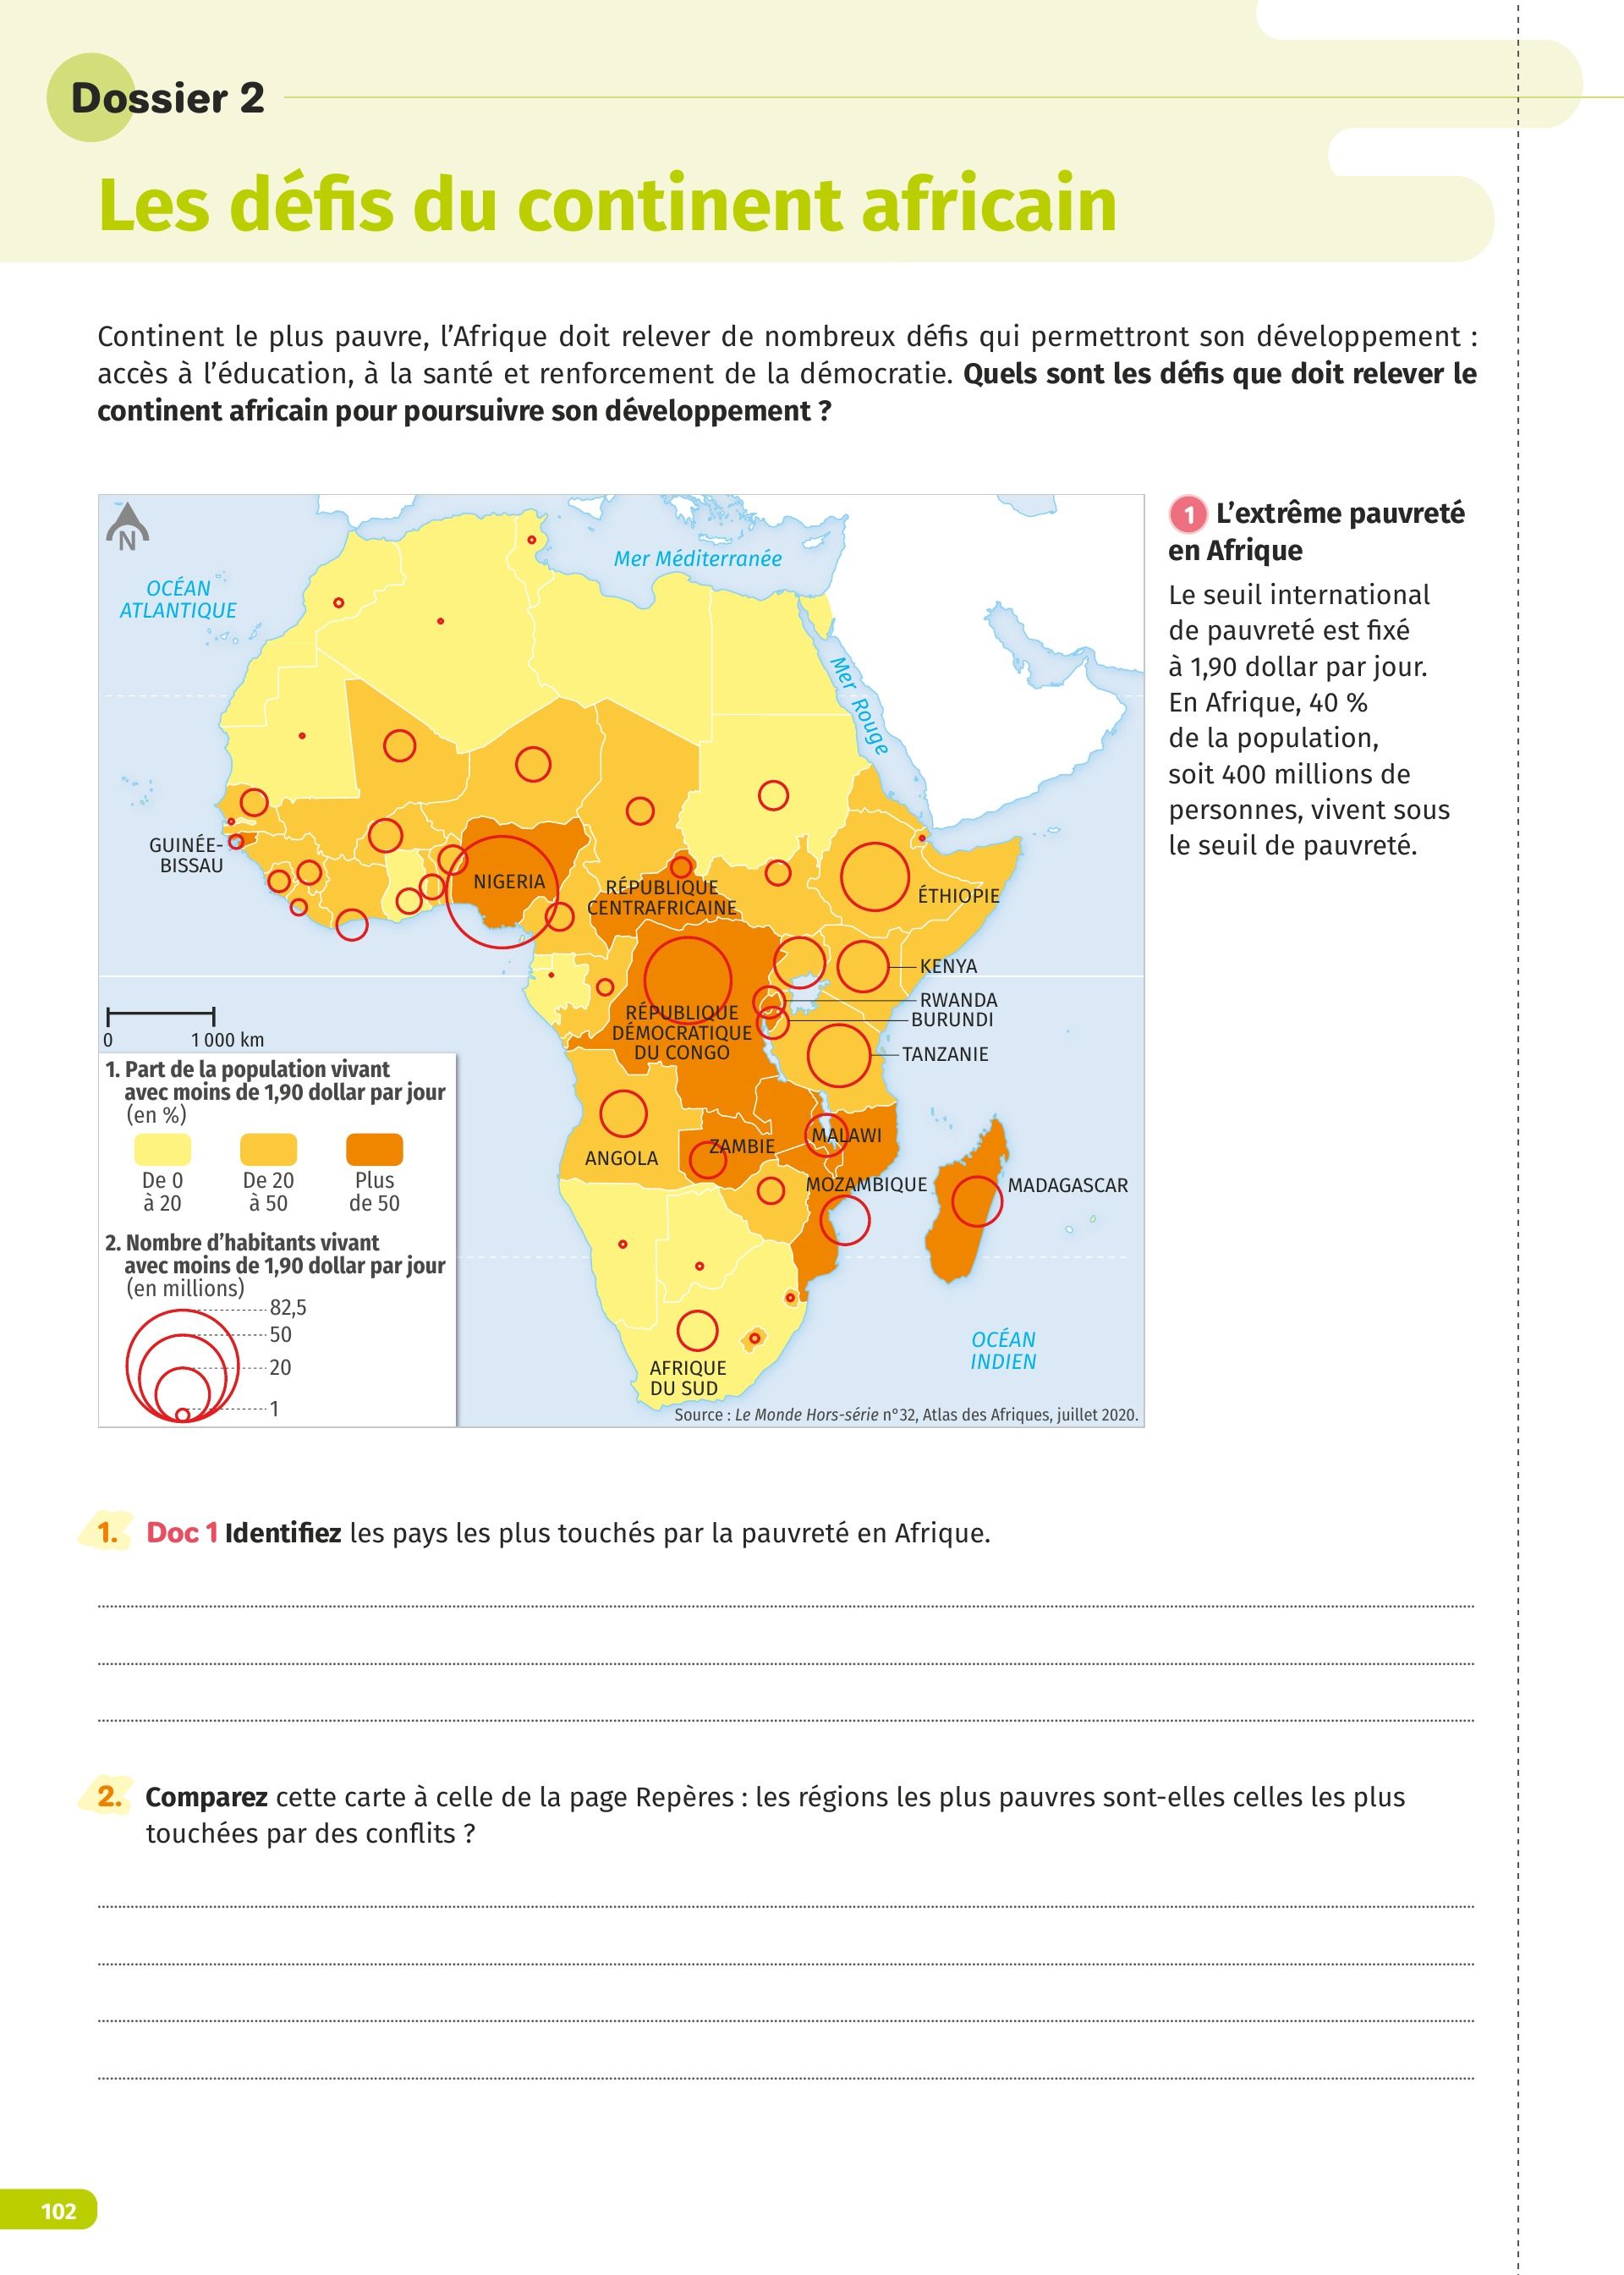 Dossier 2
Les défis du continent africain
Continent le plus pauvre, l’Afrique doit relever de nombreux défis qui permettront son développement :
accès à l’éducation, à la santé et renforcement de la démocratie. Quels sont les défis que doit relever le
continent africain pour poursuivre son développement ?
N
OCÉAN
ATLANTIQUE
Mer Méditerranée
Mer Rouge
GUINÉE-
BISSAU
NIGERIA
RÉPUBLIQUE
CENTRAFRICAINE
ÉTHIOPIE
KENYA
RWANDA
BURUNDI
RÉPUBLIQUE
DÉMOCRATIQUE
DU CONGO
TANZANIE
ANGOLA
ZAMBIE
MALAWI
MOZAMBIQUE
MADAGASCAR
AFRIQUE
DU SUD
OCÉAN
INDIEN
0 1 000 km
1. Part de la population vivant
avec moins de 1,90 dollar par jour
(en %)
De 0
à 20
De 20
à 50
Plus
de 50
2. Nombre d’habitants vivant
avec moins de 1,90 dollar par jour
(en millions)
82,5
50
20
1
Source : Le Monde Hors-série n°32, Atlas des Afriques, juillet 2020.
1 L’extrême pauvreté
en Afrique
Le seuil international
de pauvreté est fixé
à 1,90 dollar par jour.
En Afrique, 40 %
de la population,
soit 400 millions de
personnes, vivent sous
le seuil de pauvreté.
1. Doc 1 Identifiez les pays les plus touchés par la pauvreté en Afrique.
2. Comparez cette carte à celle de la page Repères : les régions les plus pauvres sont-elles celles les plus
touchées par des conflits ?
102